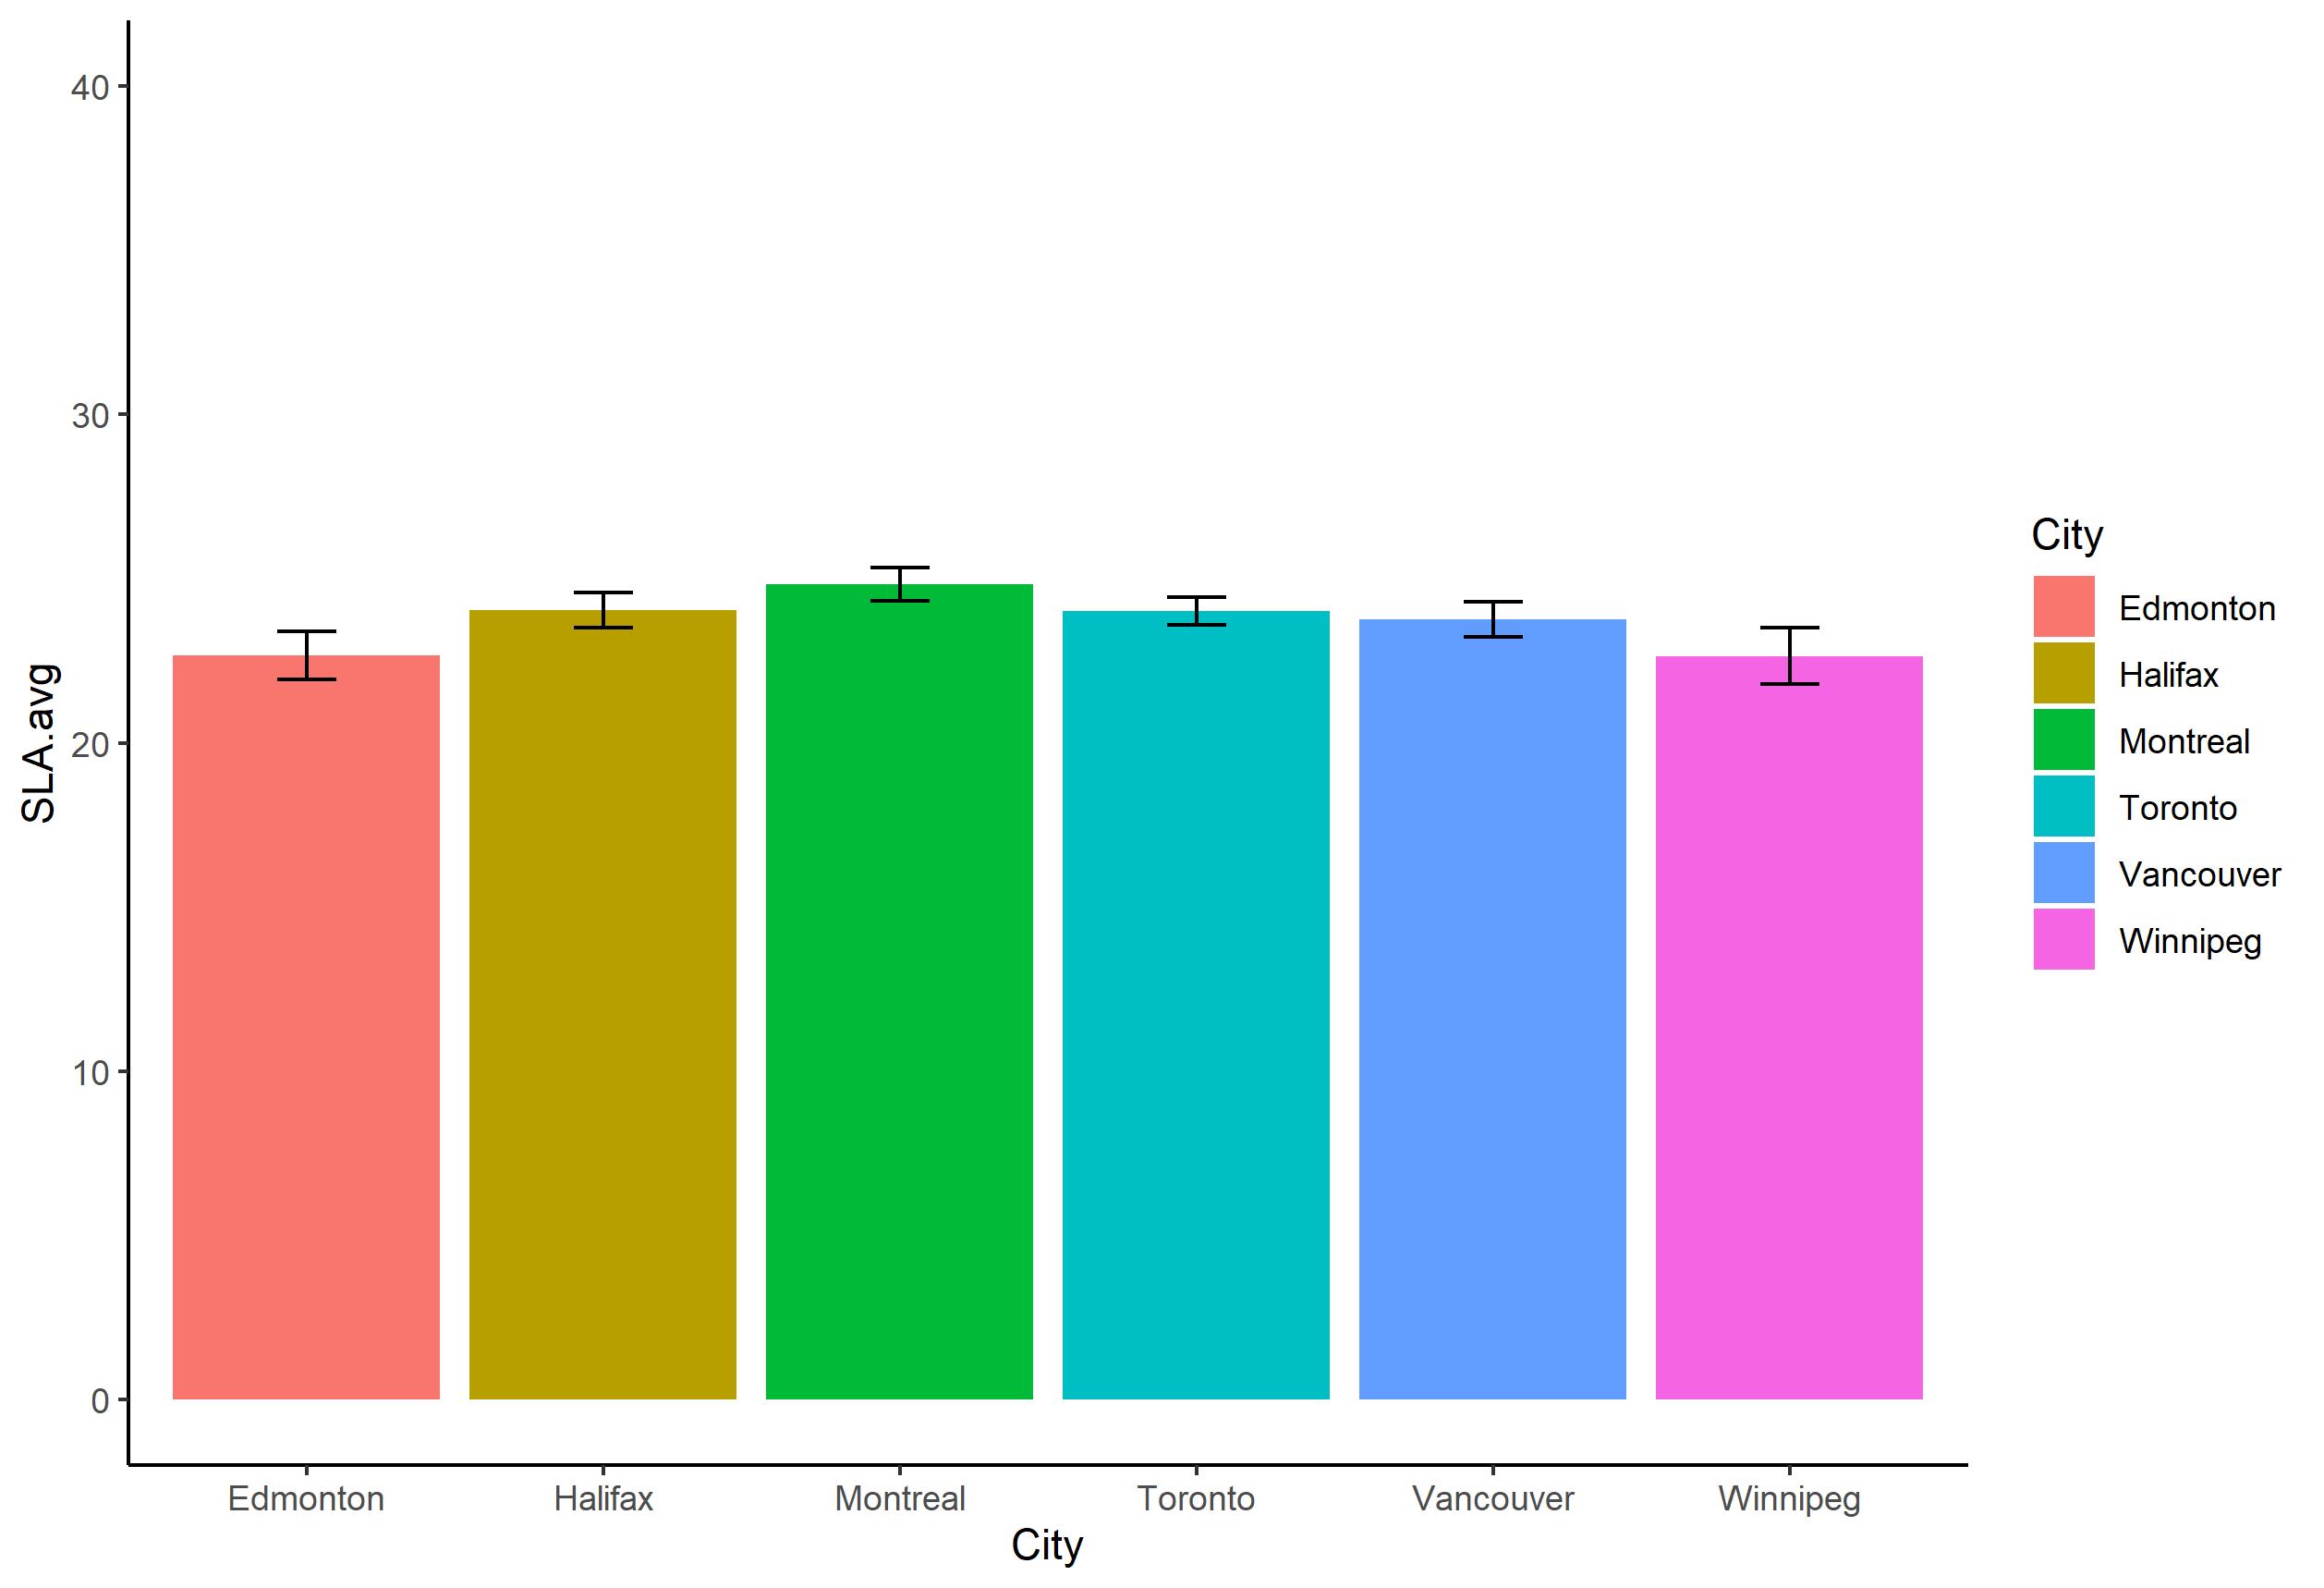 40
30
20
10
0
SLA.avg
Edmonton Halifax Montreal Toronto Vancouver Winnipeg
City
City
Edmonton
Halifax
Montreal
Toronto
Vancouver
Winnipeg